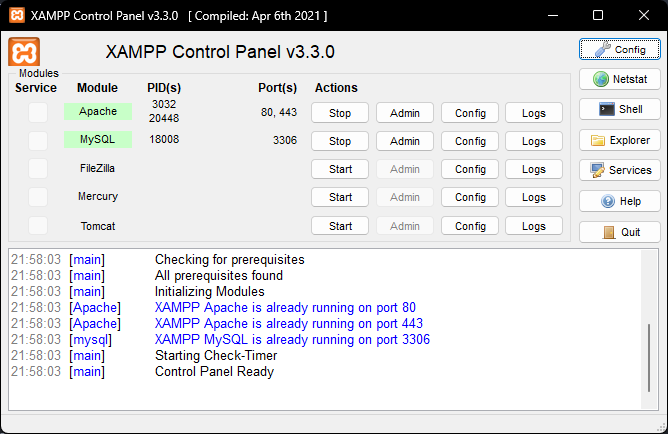 XAMPP Control Panel v3.3.0 [ Compiled: Apr 6th 2021 ]
XAMPP Control Panel v3.3.0
Config
Modules
Service Module PID(s) Port(s) Actions
Netstat
Apache 3032 20448 80, 443 Stop Admin Config Logs
Shell
MySQL 18008 3306 Stop Admin Config Logs
Explorer
FileZilla Start Admin Config Logs
Services
Mercury Start Admin Config Logs
Help
Tomcat Start Admin Config Logs
Quit
21:58:03 [main] Checking for prerequisites
21:58:03 [main] All prerequisites found
21:58:03 [main] Initializing Modules
21:58:03 [Apache] XAMPP Apache is already running on port 80
21:58:03 [Apache] XAMPP Apache is already running on port 443
21:58:03 [mysql] XAMPP MySQL is already running on port 3306
21:58:03 [main] Starting Check-Timer
21:58:03 [main] Control Panel Ready